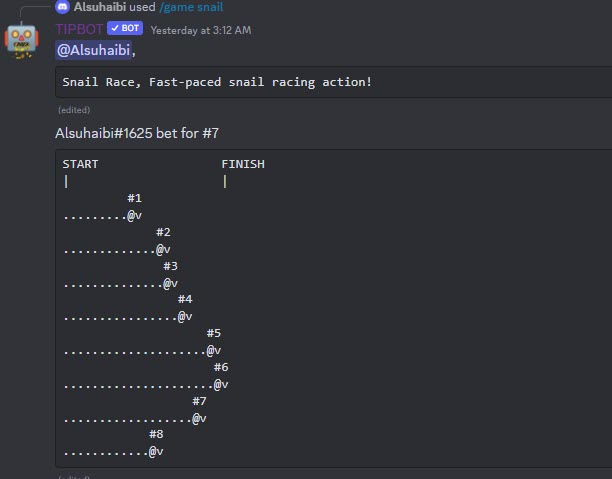 Alsuhaibi used /game snail
TIPBOT ✓ BOT Yesterday at 3:12 AM
@Alsuhaibi,
Snail Race, Fast-paced snail racing action!
(edited)
Alsuhaibi#1625 bet for #7
START                 FINISH
|                     |
         #1
.........@v
             #2
.............@v
              #3
..............@v
                #4
................@v
                    #5
....................@v
                     #6
.....................@v
                  #7
..................@v
            #8
............@v
(edited)